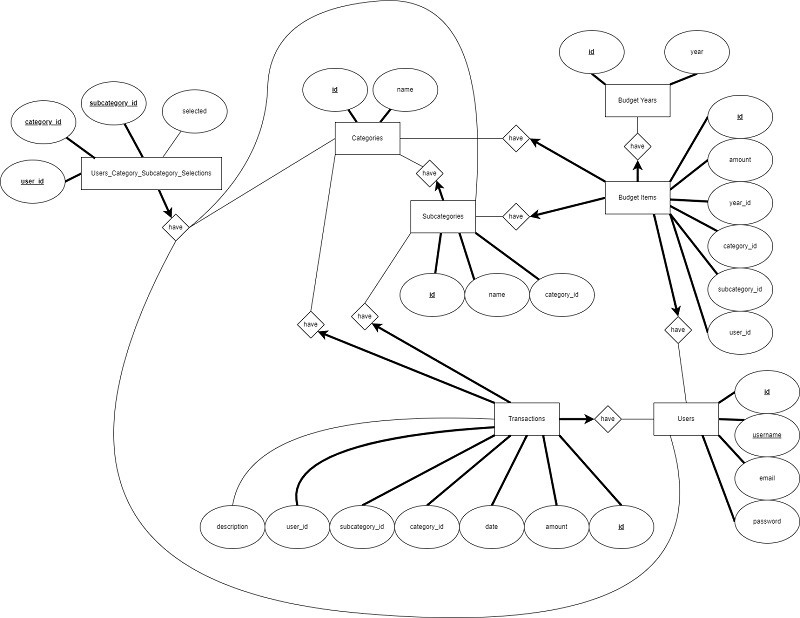 id
year
Budget Years
have
id
amount
year_id
category_id
subcategory_id
user_id
Budget Items
id
name
Categories
have
have
subcategory_id
selected
category_id
user_id
Users_Category_Subcategory_Selections
have
Subcategories
have
id
name
category_id
have
have
have
Transactions
have
Users
id
username
email
password
description
user_id
subcategory_id
category_id
date
amount
id